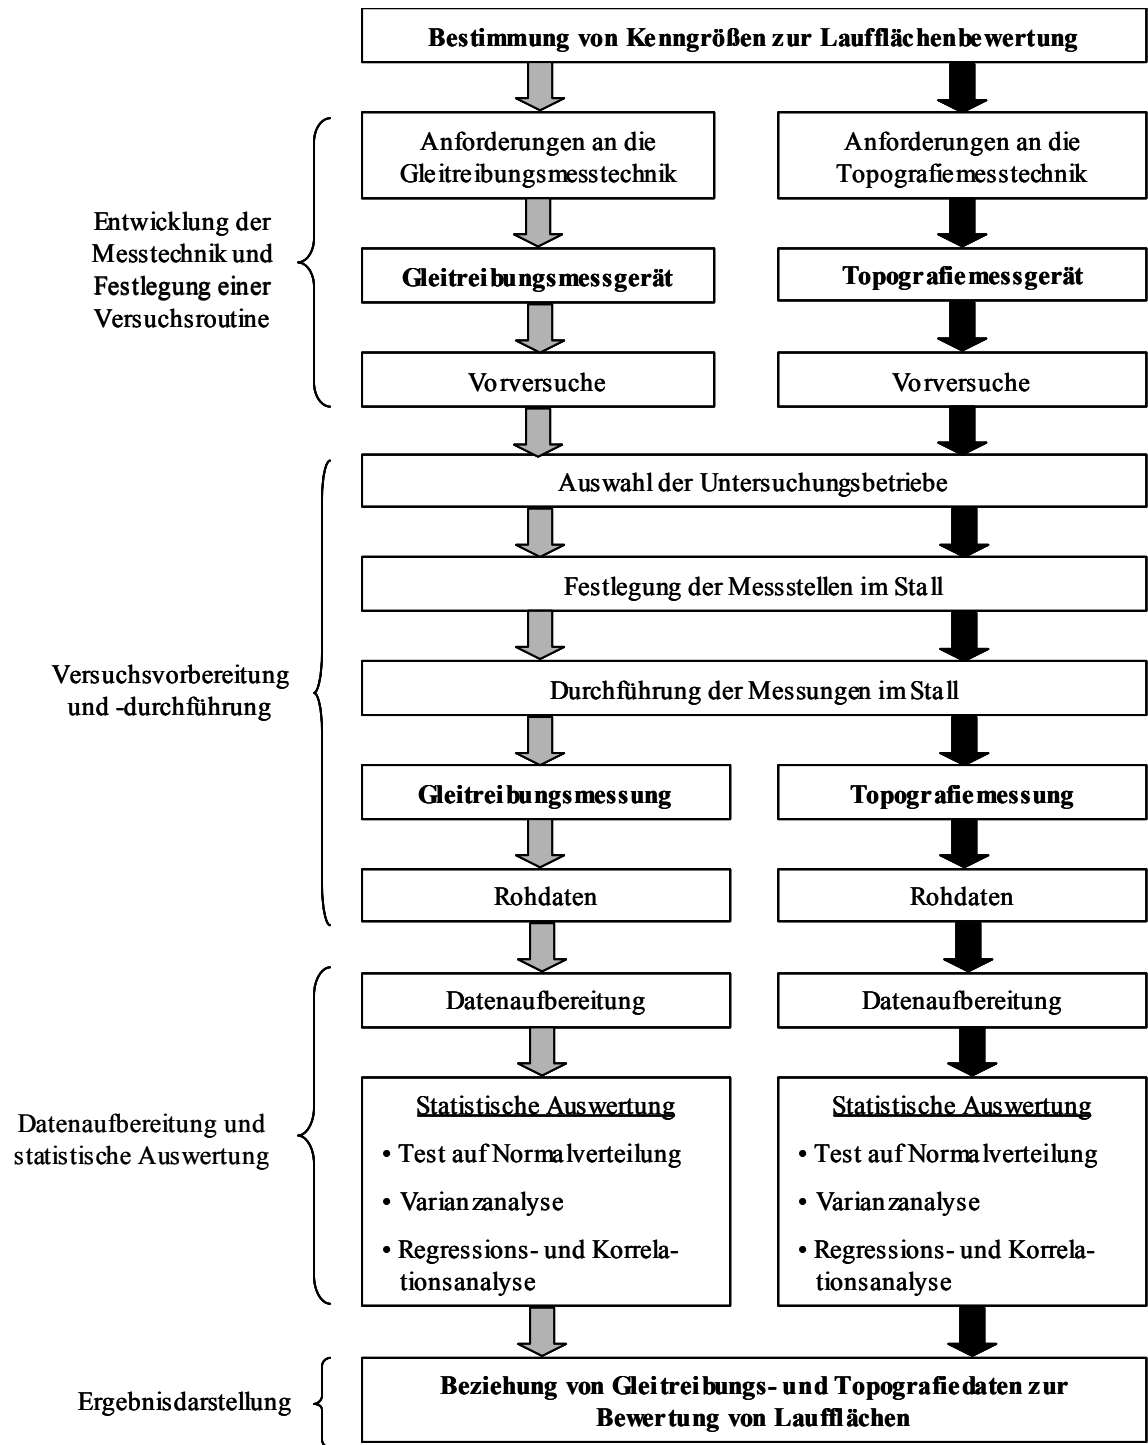 Bestimmung von Kenngrößen zur Laufflächenbewertung
Anforderungen an die
Gleitreibungsmesstechnik
Anforderungen an die
Topografiemesstechnik
Entwicklung der
Messtechnik und
Festlegung einer
Versuchsroutine
Gleitreibungsmessgerät
Topografiemessgerät
Vorversuche
Vorversuche
Auswahl der Untersuchungsbetriebe
Festlegung der Messstellen im Stall
Versuchsvorbereitung
und -durchführung
Durchführung der Messungen im Stall
Gleitreibungsmessung
Topografiemessung
Rohdaten
Rohdaten
Datenaufbereitung
Datenaufbereitung
Datenaufbereitung und
statistische Auswertung
Statistische Auswertung
• Test auf Normalverteilung
• Varianzanalyse
• Regressions- und Korrela-
tionsanalyse
Statistische Auswertung
• Test auf Normalverteilung
• Varianzanalyse
• Regressions- und Korrela-
tionsanalyse
Ergebnisdarstellung
Beziehung von Gleitreibungs- und Topografiedaten zur
Bewertung von Laufflächen